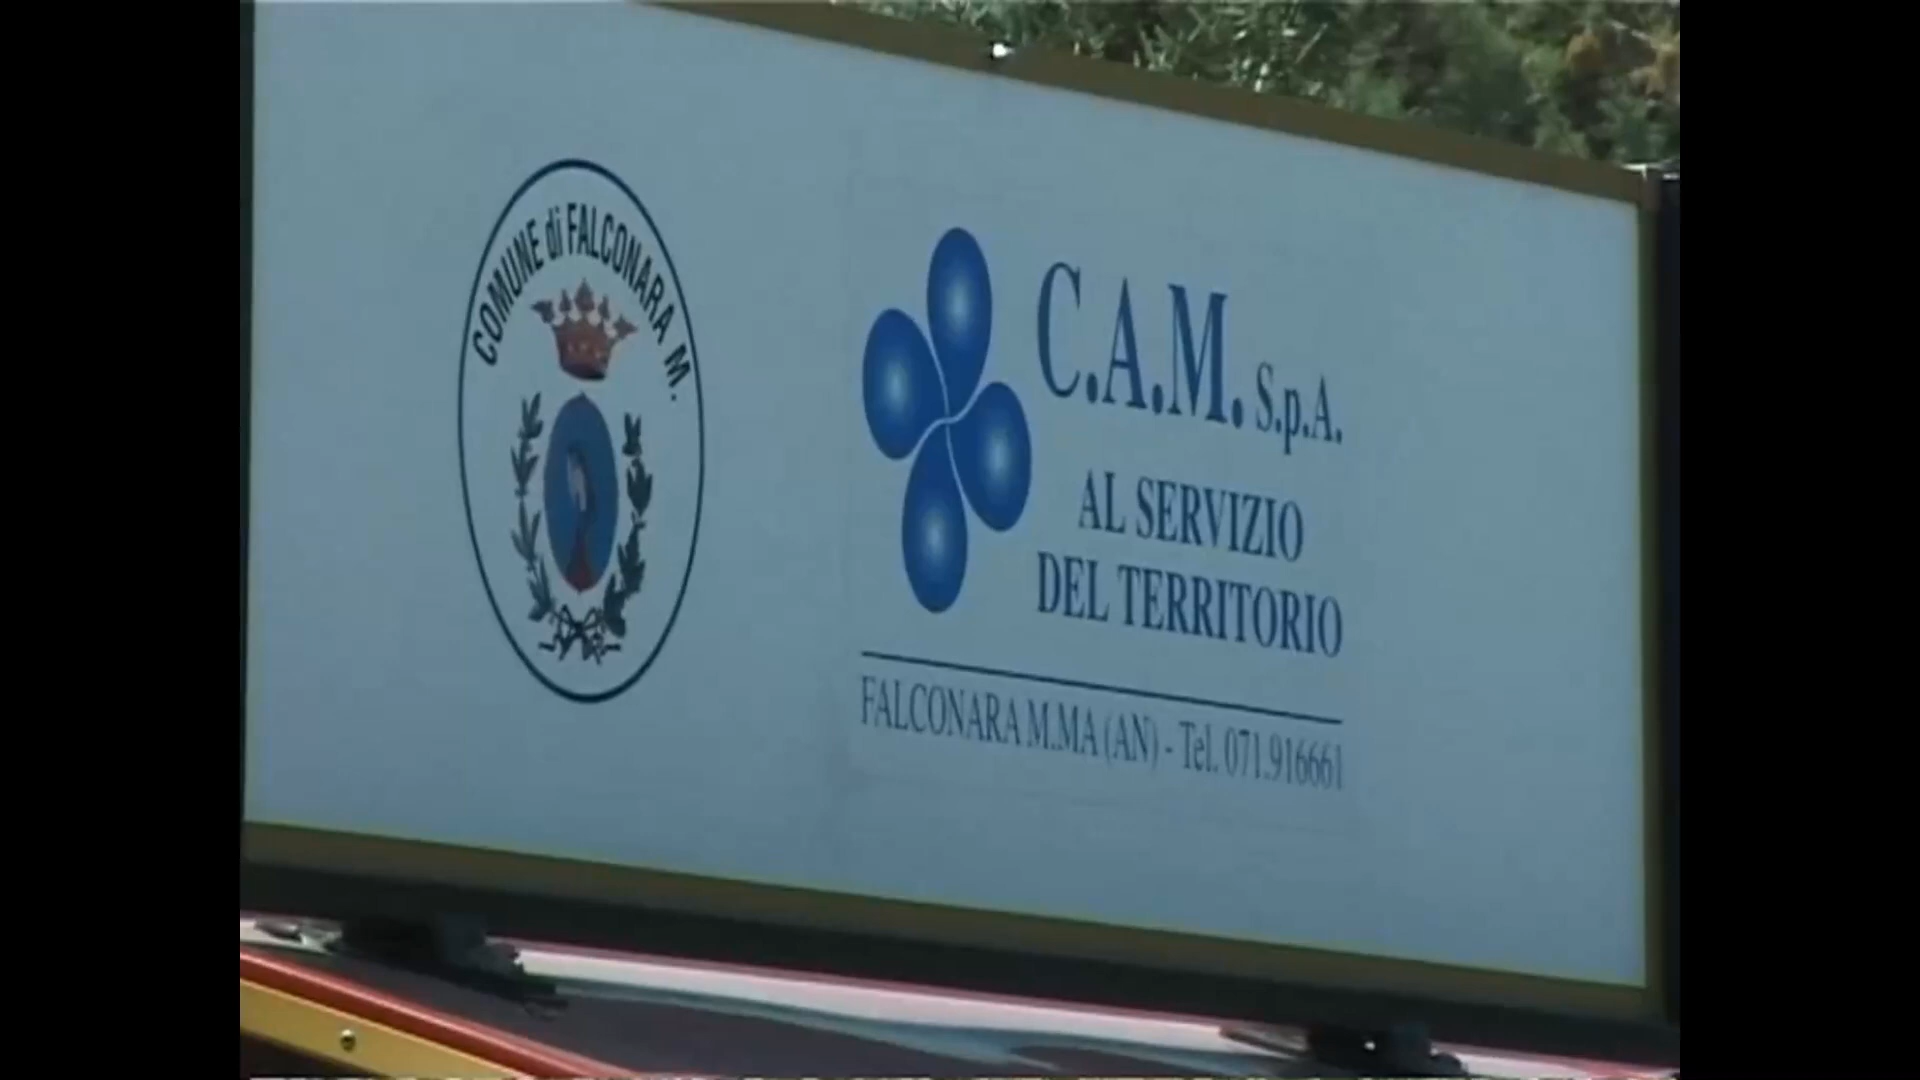 COMUNE di FALCONARA M.
C.A.M. S.p.A.
AL SERVIZIO
DEL TERRITORIO
FALCONARA M.MA (AN) - Tel. 071.916661